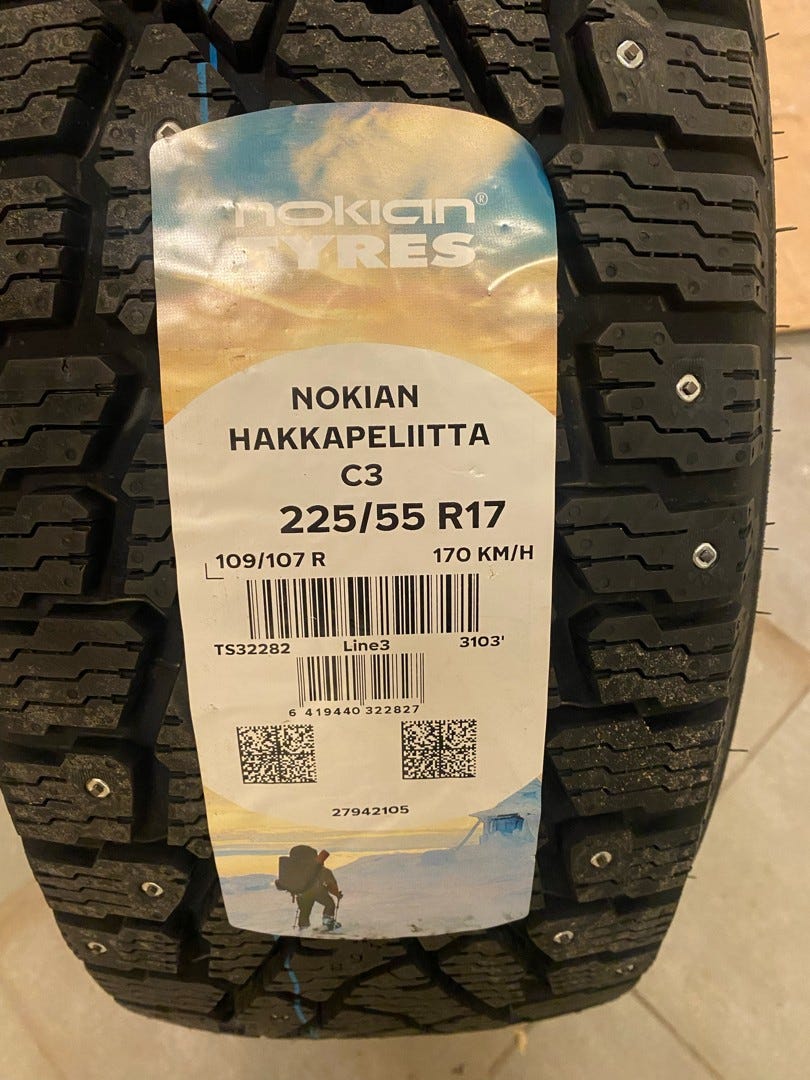 nokian®
TYRES
NOKIAN
HAKKAPELIITTA
C3
225/55 R17
109/107 R 170 KM/H
TS32282 Line3 3103'
6 419440 322827
27942105